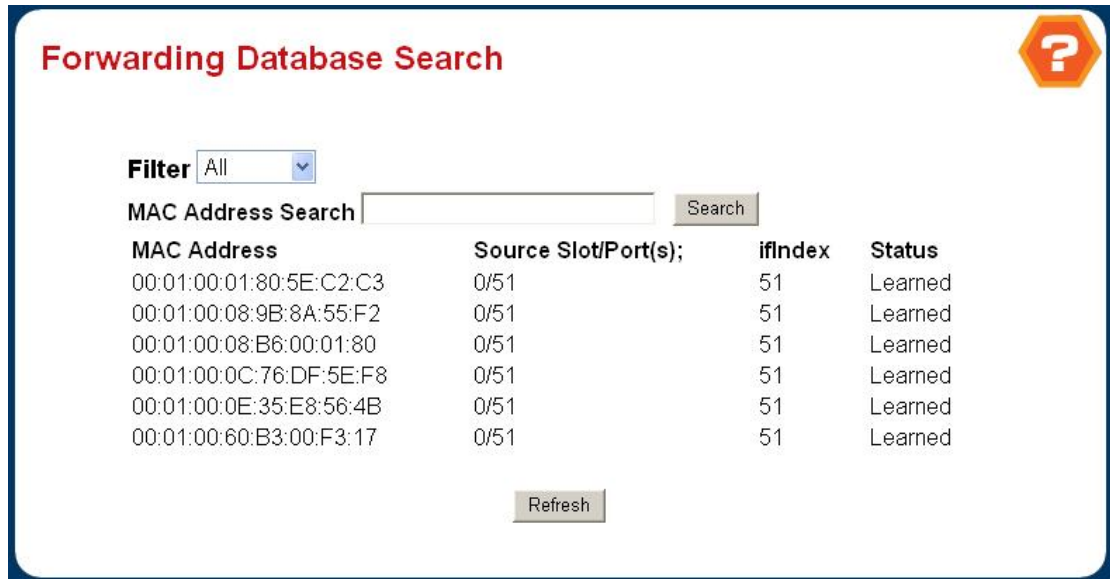 Forwarding Database Search
?
Filter All
MAC Address Search Search
MAC Address Source Slot/Port(s); ifIndex Status
00:01:00:01:80:5E:C2:C3 0/51 51 Learned
00:01:00:08:9B:8A:55:F2 0/51 51 Learned
00:01:00:08:B6:00:01:80 0/51 51 Learned
00:01:00:0C:76:DF:5E:F8 0/51 51 Learned
00:01:00:0E:35:E8:56:4B 0/51 51 Learned
00:01:00:60:B3:00:F3:17 0/51 51 Learned
Refresh